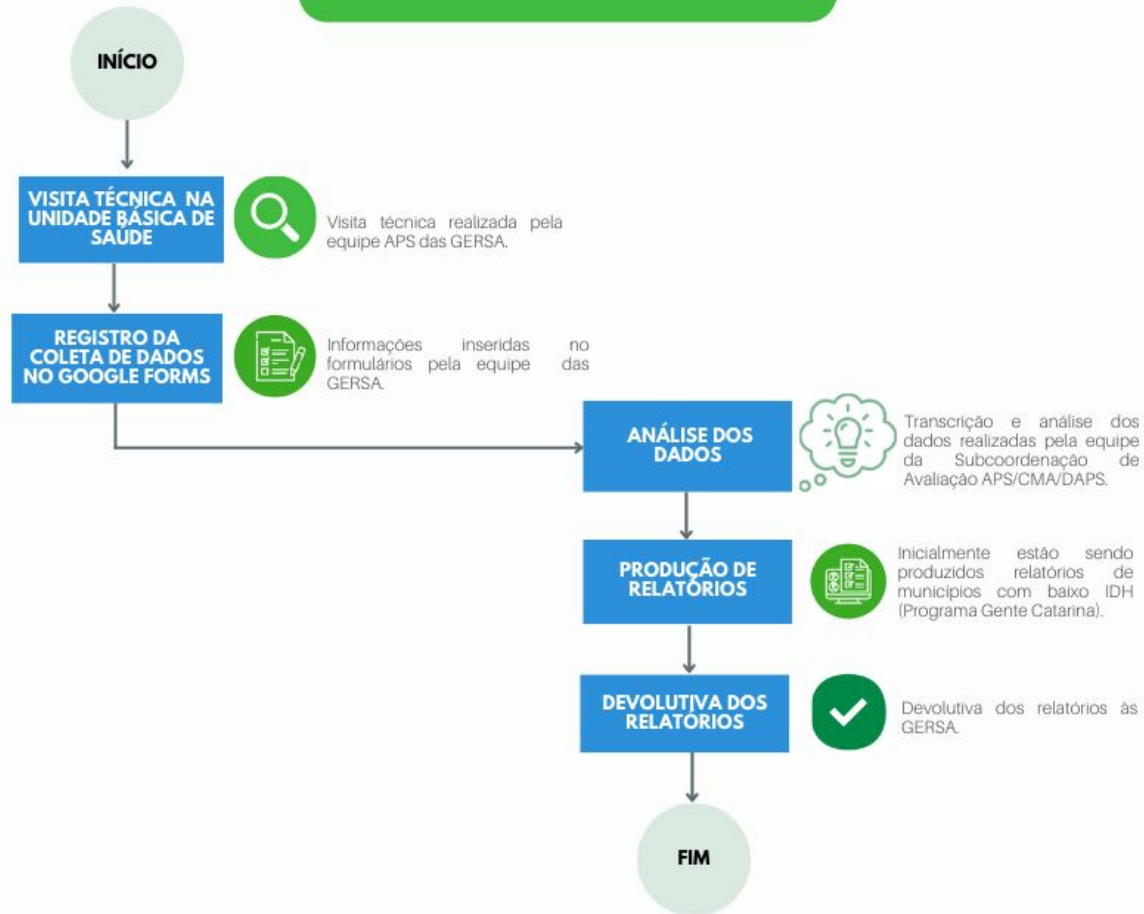 INÍCIO
VISITA TÉCNICA NA
UNIDADE BÁSICA DE
SAÚDE
Visita técnica realizada pela
equipe APS das GERSA.
REGISTRO DA
COLETA DE DADOS
NO GOOGLE FORMS
Informações inseridas no
formulários pela equipe das
GERSA.
ANÁLISE DOS
DADOS
Transcrição e análise dos
dados realizadas pela equipe
da Subcoordenação de
Avaliação APS/CMA/DAPS.
PRODUÇÃO DE
RELATÓRIOS
Inicialmente estão sendo
produzidos relatórios de
municípios com baixo IDH
(Programa Gente Catarina).
DEVOLUTIVA DOS
RELATÓRIOS
Devolutiva dos relatórios às
GERSA.
FIM